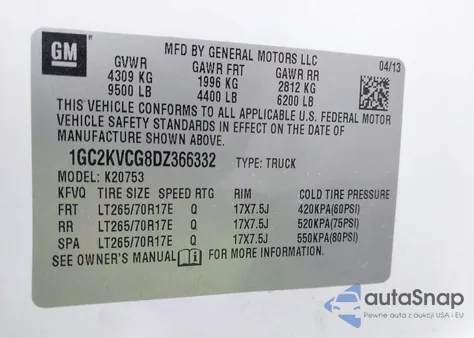 GM
MFD BY GENERAL MOTORS LLC
04/13
GVWR GAWR FRT GAWR RR
4309 KG 1996 KG 2812 KG
9500 LB 4400 LB 6200 LB
THIS VEHICLE CONFORMS TO ALL APPLICABLE U.S. FEDERAL MOTOR
VEHICLE SAFETY STANDARDS IN EFFECT ON THE DATE OF
MANUFACTURE SHOWN ABOVE.
1GC2KVCG8DZ366332 TYPE: TRUCK
MODEL: K20753
KFVQ TIRE SIZE SPEED RTG RIM COLD TIRE PRESSURE
FRT LT265/70R17E Q 17X7.5J 420KPA(60PSI)
RR LT265/70R17E Q 17X7.5J 520KPA(75PSI)
SPA LT265/70R17E Q 17X7.5J 550KPA(80PSI)
SEE OWNER'S MANUAL FOR MORE INFORMATION.
autoSnap
Pewne auta z aukcji USA i EU